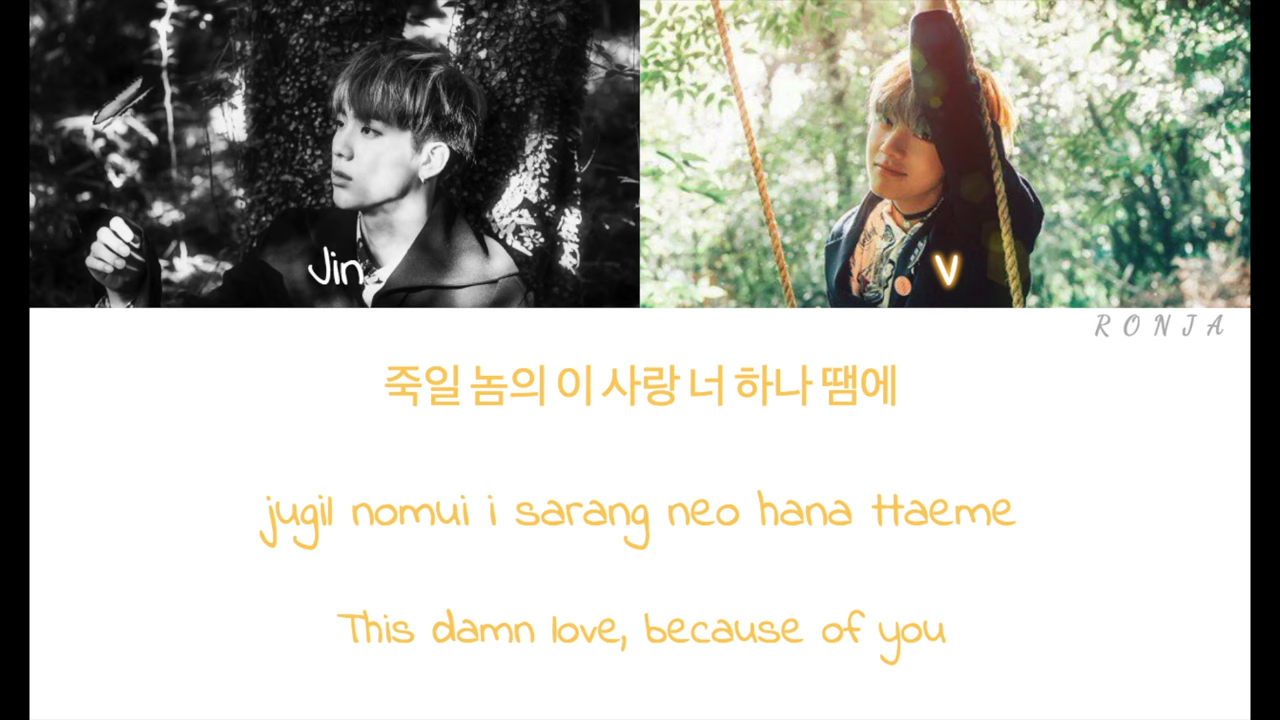 Jin
V
RONJA
죽일 놈의 이 사랑 너 하나 땜에
jugil nomui i sarang neo hana ttaeme
This damn love, because of you